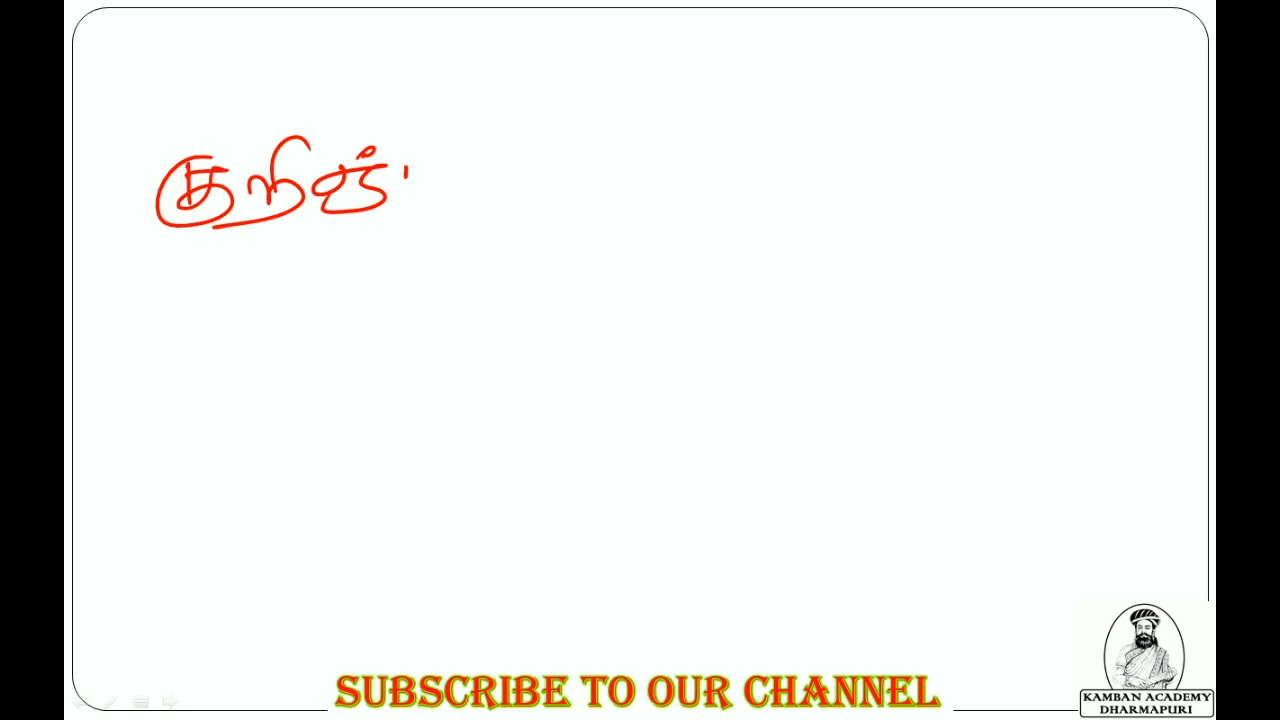 குறிஞ்
SUBSCRIBE TO OUR CHANNEL
KAMBAN ACADEMY
DHARMAPURI